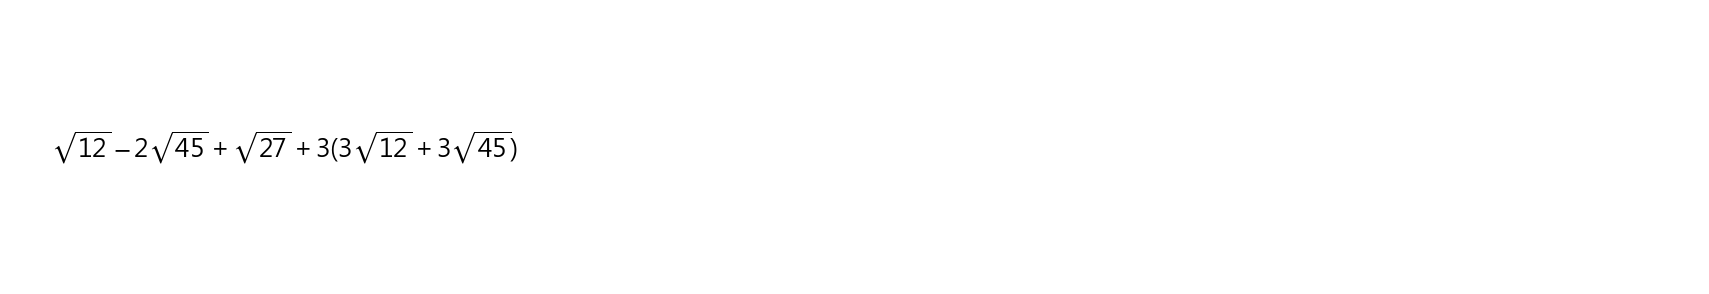 √12 – 2√45 + √27 + 3(3√12 + 3√45)